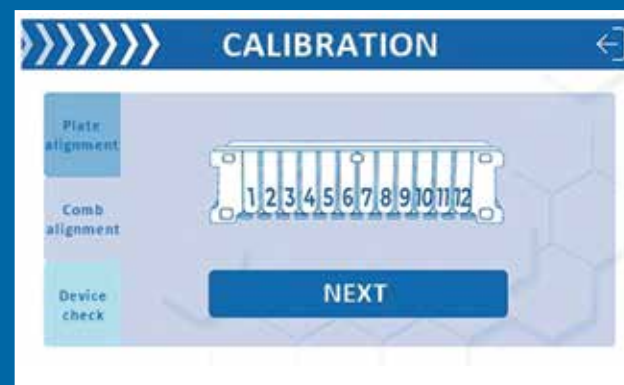 CALIBRATION
Plate
alignment
Comb
alignment
Device
check
1 2 3 4 5 6 7 8 9 10 11 12
NEXT